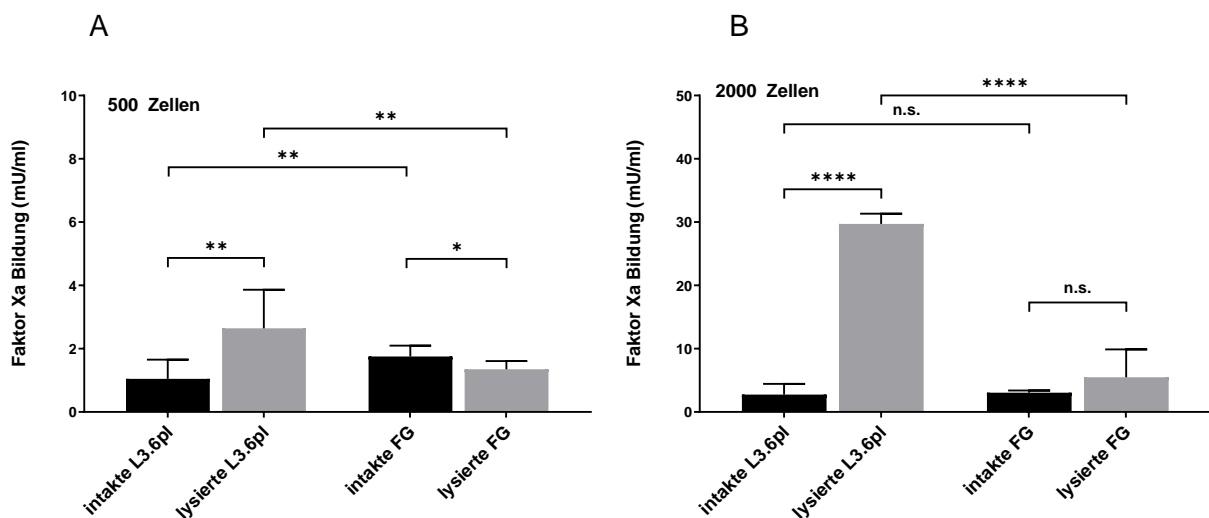 A
500 Zellen
Faktor Xa Bildung (mU/ml)
10
8
6
4
2
0
**
**
**
*
intakte L3.6pl
lysierte L3.6pl
intakte FG
lysierte FG
B
2000 Zellen
Faktor Xa Bildung (mU/ml)
50
40
30
20
10
0
****
n.s.
****
n.s.
intakte L3.6pl
lysierte L3.6pl
intakte FG
lysierte FG